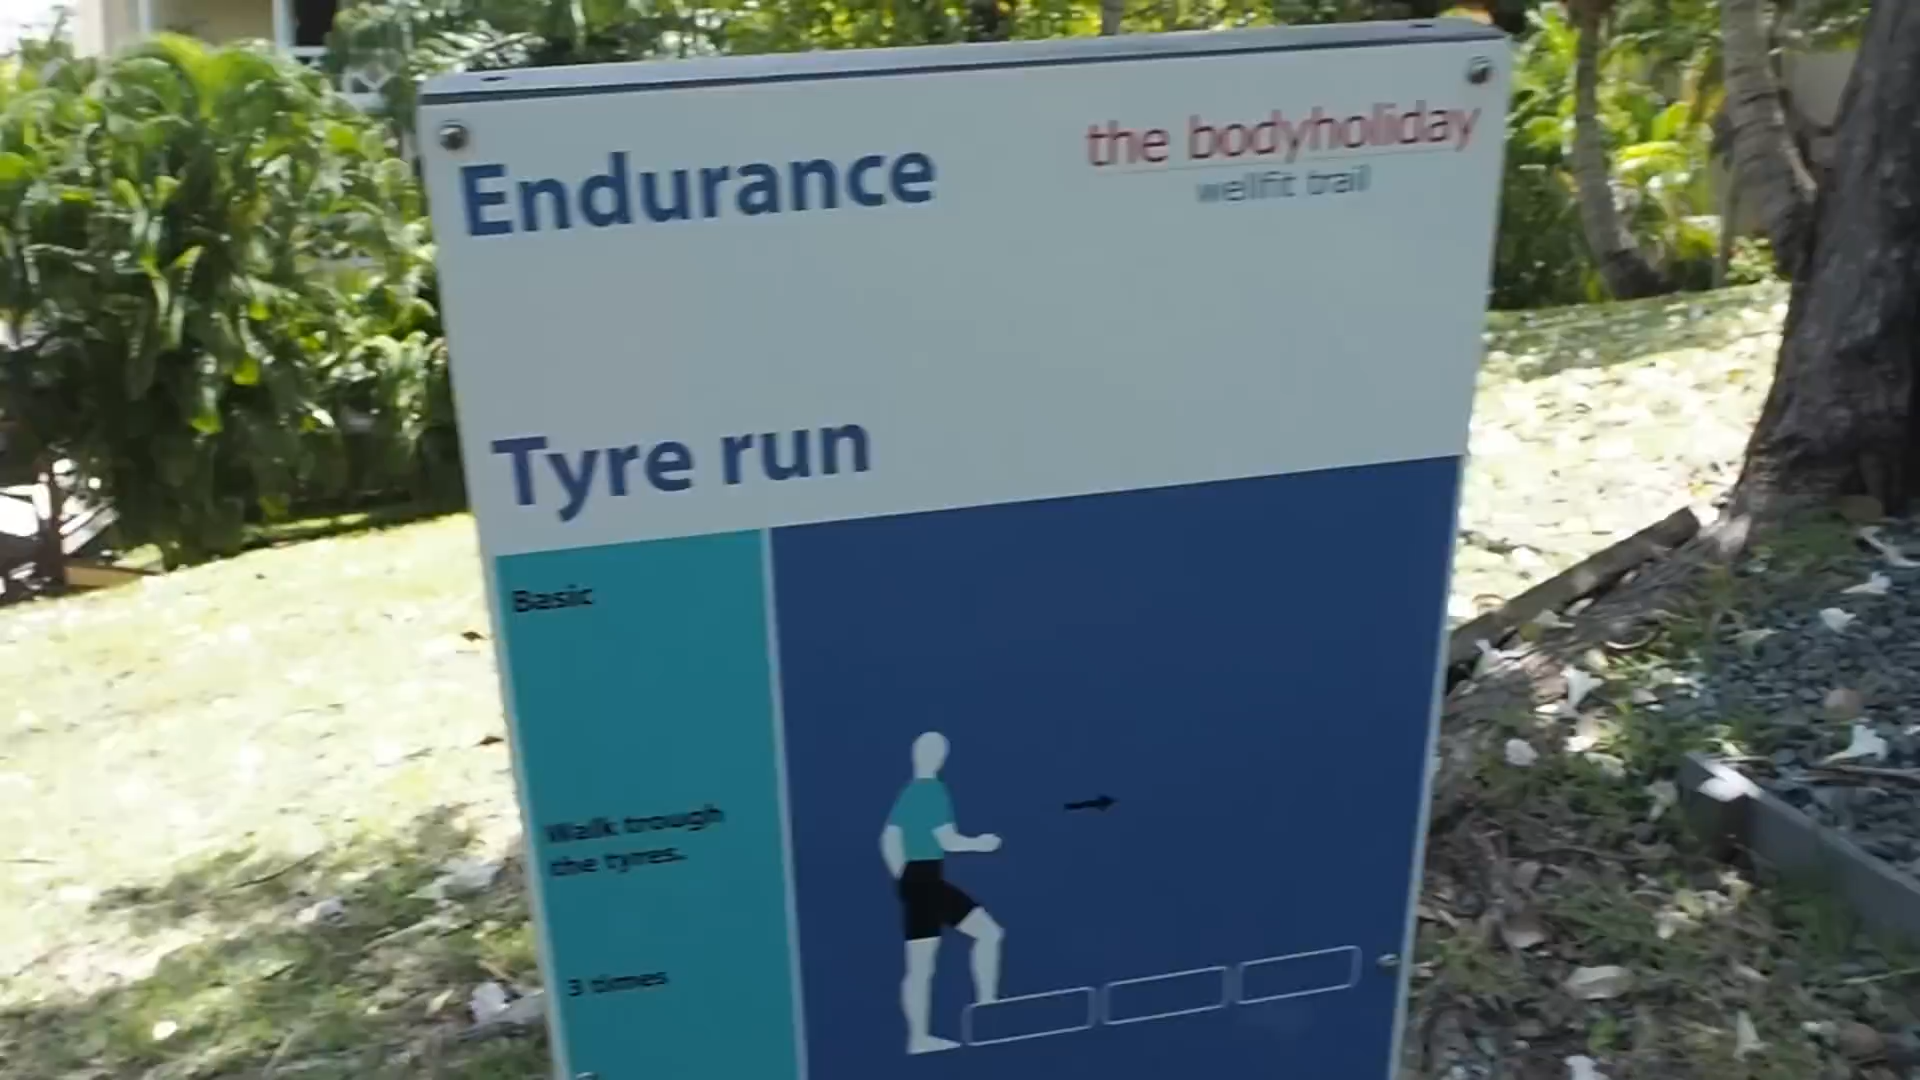 Endurance
the bodyholiday
wellfit trail
Tyre run
Basic
Walk trough
the tyres.
3 times